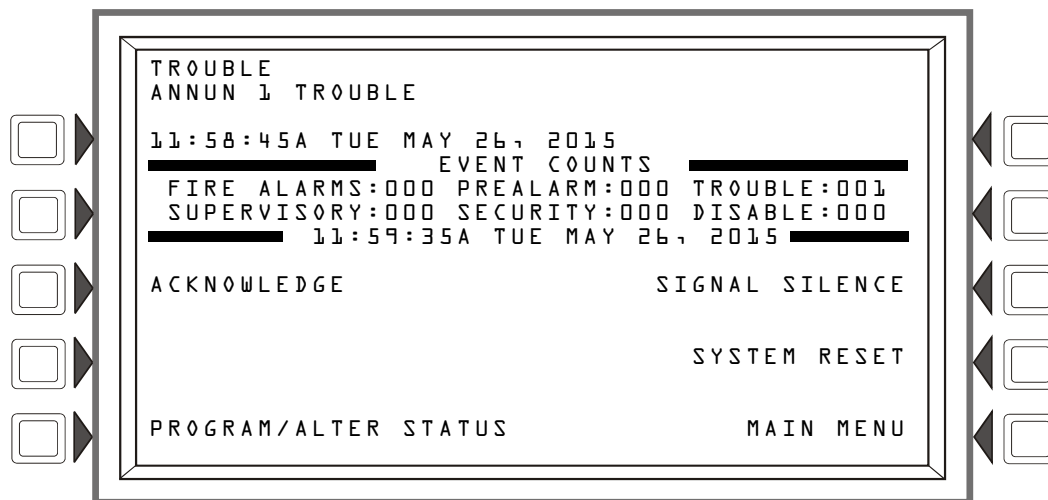 TROUBLE
ANNUN 1 TROUBLE
11:58:45A TUE MAY 26, 2015
EVENT COUNTS
FIRE ALARMS:000 PREALARM:000 TROUBLE:001
SUPERVISORY:000 SECURITY:000 DISABLE:000
11:59:35A TUE MAY 26, 2015
ACKNOWLEDGE SIGNAL SILENCE
SYSTEM RESET
PROGRAM/ALTER STATUS MAIN MENU